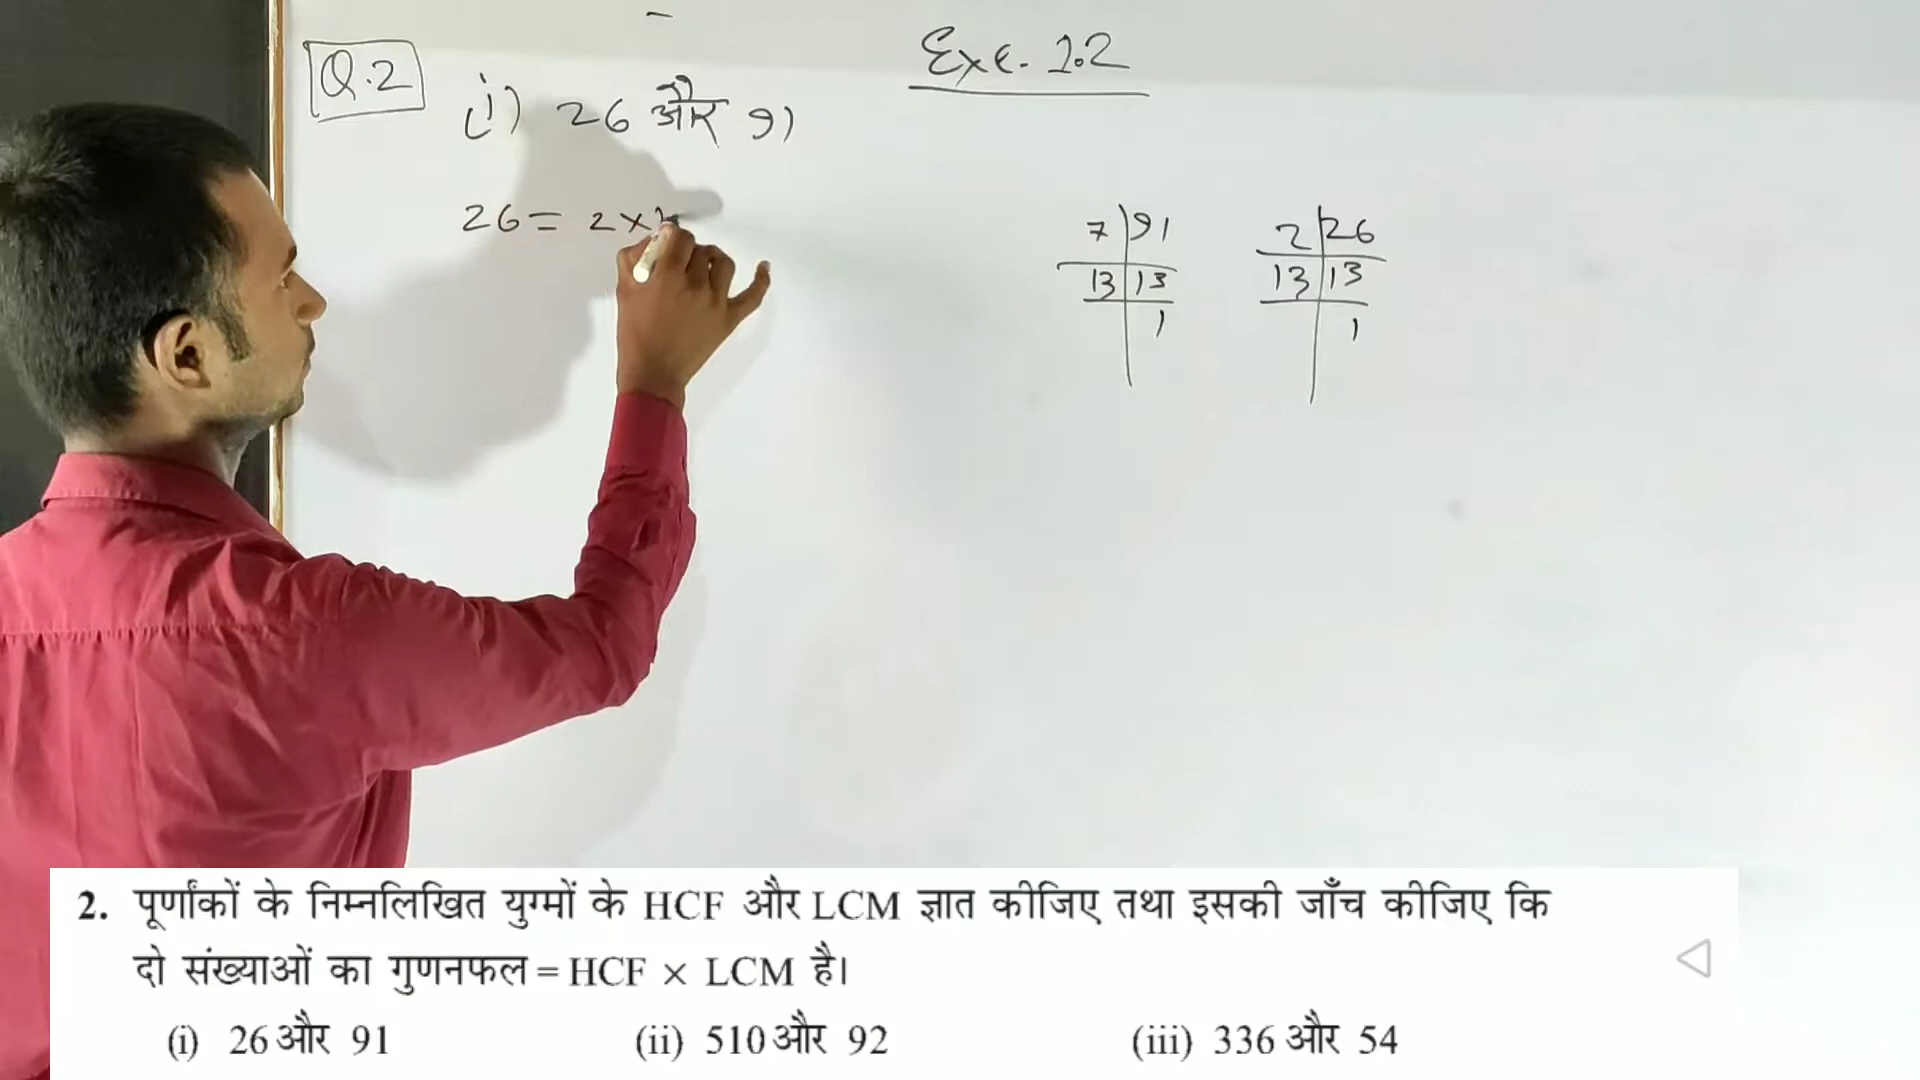 Exe. 1.2
Q.2
(i) 26 और 91
26 = 2 ×
7 | 91
13 | 13
1
2 | 26
13 | 13
1
2. पूर्णांकों के निम्नलिखित युग्मों के HCF और LCM ज्ञात कीजिए तथा इसकी जाँच कीजिए कि
दो संख्याओं का गुणनफल = HCF × LCM है।
(i) 26 और 91 (ii) 510 और 92 (iii) 336 और 54